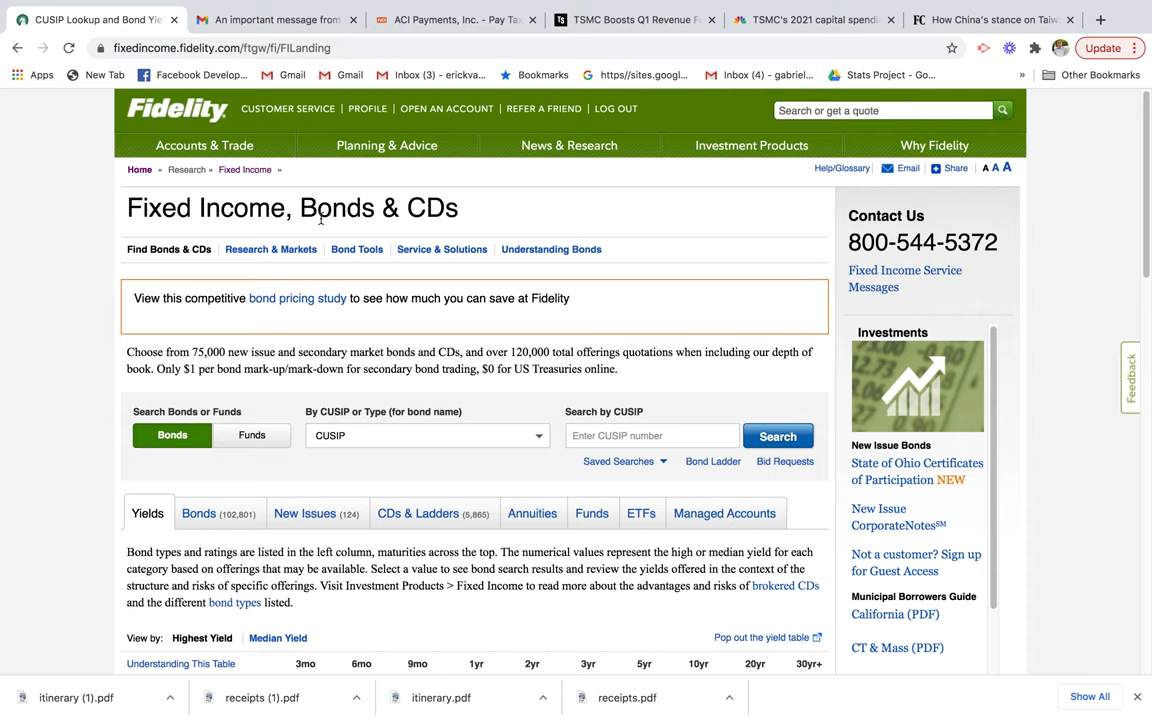 CUSIP Lookup and Bond Yie
An important message from
ACI Payments, Inc. - Pay Tax
TSMC Boosts Q1 Revenue F
TSMC's 2021 capital spendi
How China's stance on Taiw
fixedincome.fidelity.com/ftgw/fi/FILanding
Update
Apps
New Tab
Facebook Develop...
Gmail
Gmail
Inbox (3) - erickva...
Bookmarks
https//sites.googl...
Inbox (4) - gabriel...
Stats Project - Go...
»
Other Bookmarks
Fidelity
CUSTOMER SERVICE | PROFILE | OPEN AN ACCOUNT | REFER A FRIEND | LOG OUT
Search or get a quote
Accounts & Trade
Planning & Advice
News & Research
Investment Products
Why Fidelity
Home » Research » Fixed Income »
Help/Glossary
Email
Share
A A A
Fixed Income, Bonds & CDs
Find Bonds & CDs
Research & Markets
Bond Tools
Service & Solutions
Understanding Bonds
View this competitive bond pricing study to see how much you can save at Fidelity
Choose from 75,000 new issue and secondary market bonds and CDs, and over 120,000 total offerings quotations when including our depth of
book. Only $1 per bond mark-up/mark-down for secondary bond trading, $0 for US Treasuries online.
Search Bonds or Funds
By CUSIP or Type (for bond name)
Search by CUSIP
Bonds
Funds
CUSIP
Enter CUSIP number
Search
Saved Searches
Bond Ladder
Bid Requests
Yields
Bonds (102,801)
New Issues (124)
CDs & Ladders (5,865)
Annuities
Funds
ETFs
Managed Accounts
Bond types and ratings are listed in the left column, maturities across the top. The numerical values represent the high or median yield for each
category based on offerings that may be available. Select a value to see bond search results and review the yields offered in the context of the
structure and risks of specific offerings. Visit Investment Products > Fixed Income to read more about the advantages and risks of brokered CDs
and the different bond types listed.
View by: Highest Yield | Median Yield
Pop out the yield table
Understanding This Table
3mo
6mo
9mo
1yr
2yr
3yr
5yr
10yr
20yr
30yr+
Contact Us
800-544-5372
Fixed Income Service
Messages
Investments
New Issue Bonds
State of Ohio Certificates
of Participation NEW
New Issue
CorporateNotes℠
Not a customer? Sign up
for Guest Access
Municipal Borrowers Guide
California (PDF)
CT & Mass (PDF)
Feedback
itinerary (1).pdf
receipts (1).pdf
itinerary.pdf
receipts.pdf
Show All